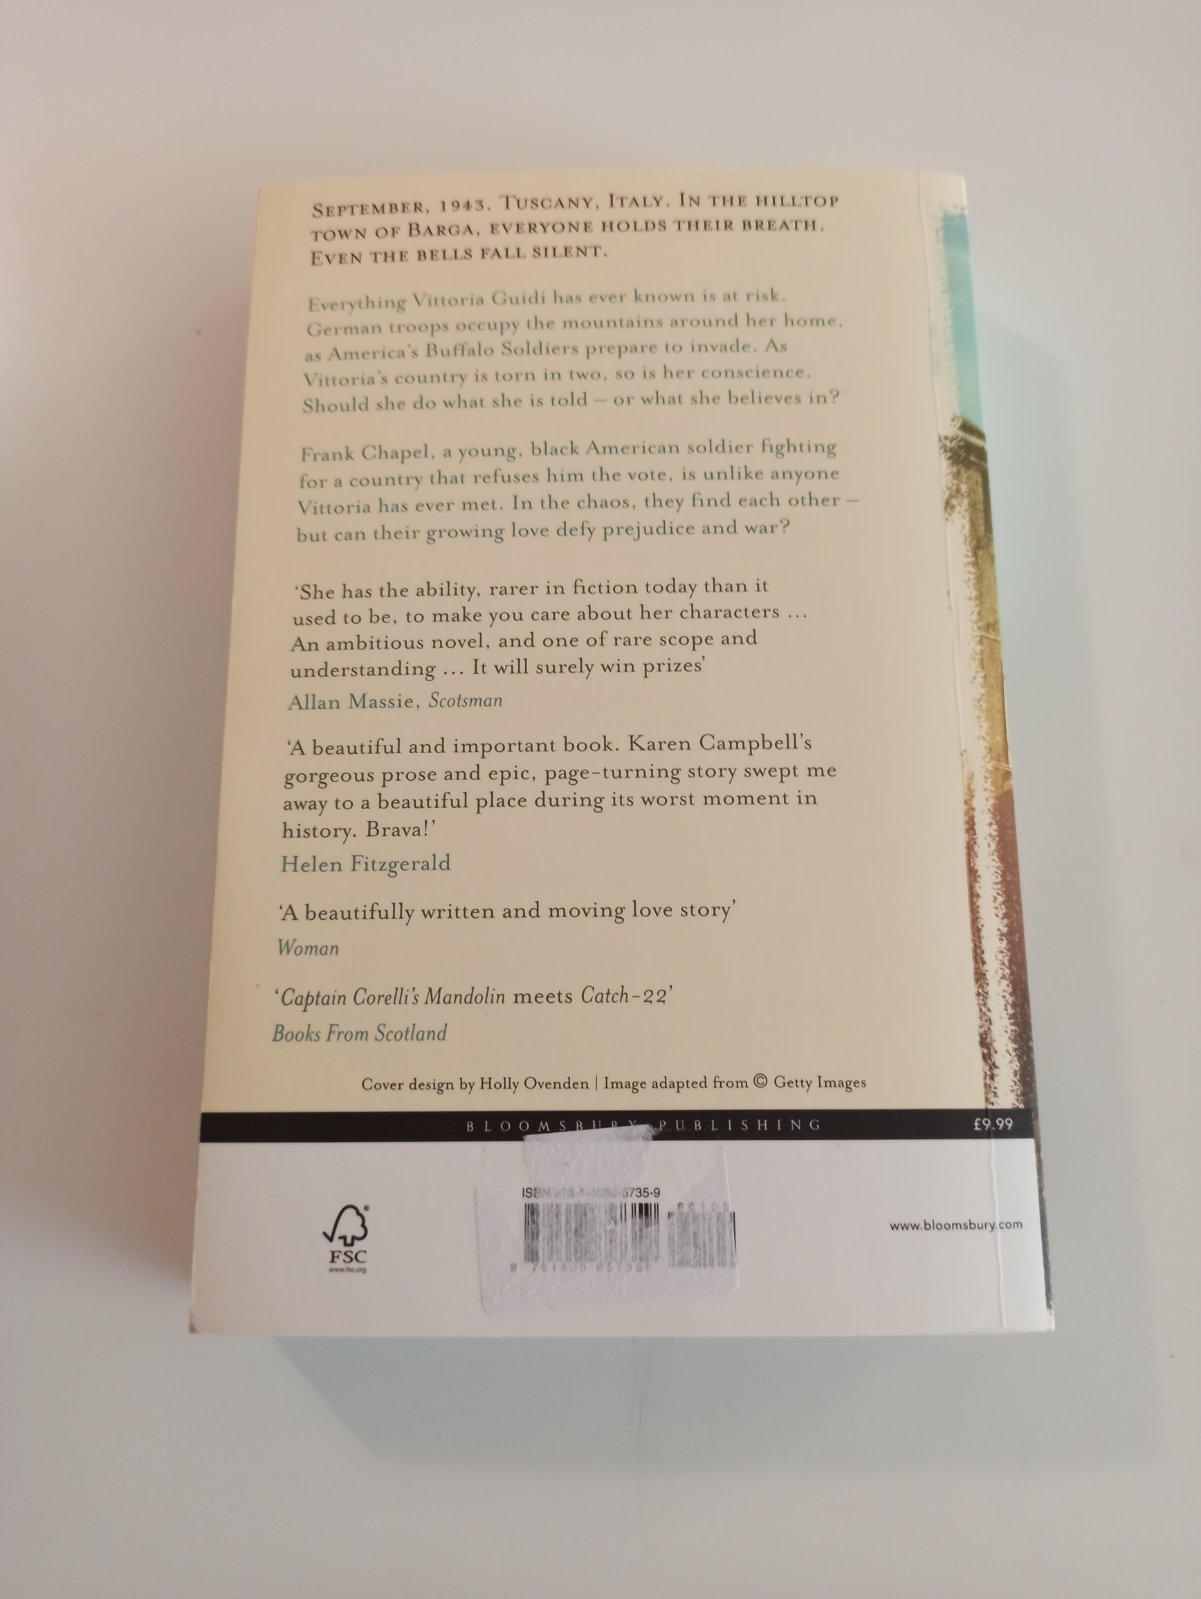 September, 1943. Tuscany, Italy. In the hilltop
town of Barga, everyone holds their breath.
Even the bells fall silent.
Everything Vittoria Guidi has ever known is at risk.
German troops occupy the mountains around her home,
as America's Buffalo Soldiers prepare to invade. As
Vittoria's country is torn in two, so is her conscience.
Should she do what she is told – or what she believes in?
Frank Chapel, a young, black American soldier fighting
for a country that refuses him the vote, is unlike anyone
Vittoria has ever met. In the chaos, they find each other –
but can their growing love defy prejudice and war?
'She has the ability, rarer in fiction today than it
used to be, to make you care about her characters ...
An ambitious novel, and one of rare scope and
understanding ... It will surely win prizes'
Allan Massie, Scotsman
'A beautiful and important book. Karen Campbell's
gorgeous prose and epic, page-turning story swept me
away to a beautiful place during its worst moment in
history. Brava!'
Helen Fitzgerald
'A beautifully written and moving love story'
Woman
'Captain Corelli's Mandolin meets Catch-22'
Books From Scotland
Cover design by Holly Ovenden | Image adapted from © Getty Images
BLOOMSBURY PUBLISHING £9.99
ISBN
www.bloomsbury.com
FSC
www.fsc.org